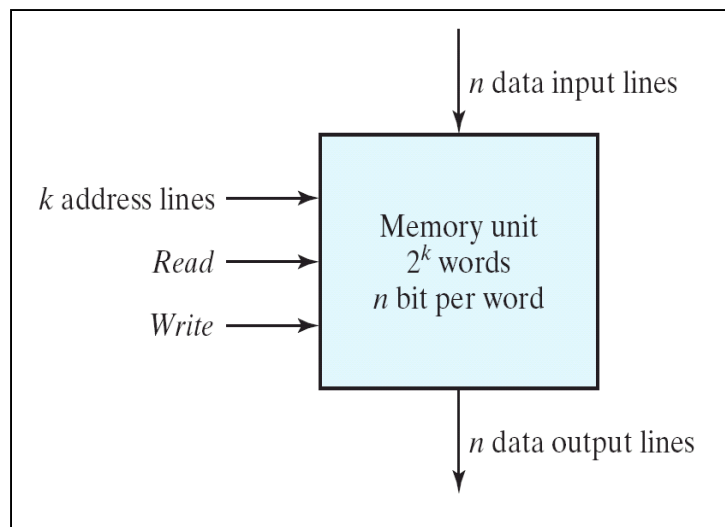 n data input lines
k address lines
Read
Write
Memory unit
2^k words
n bit per word
n data output lines